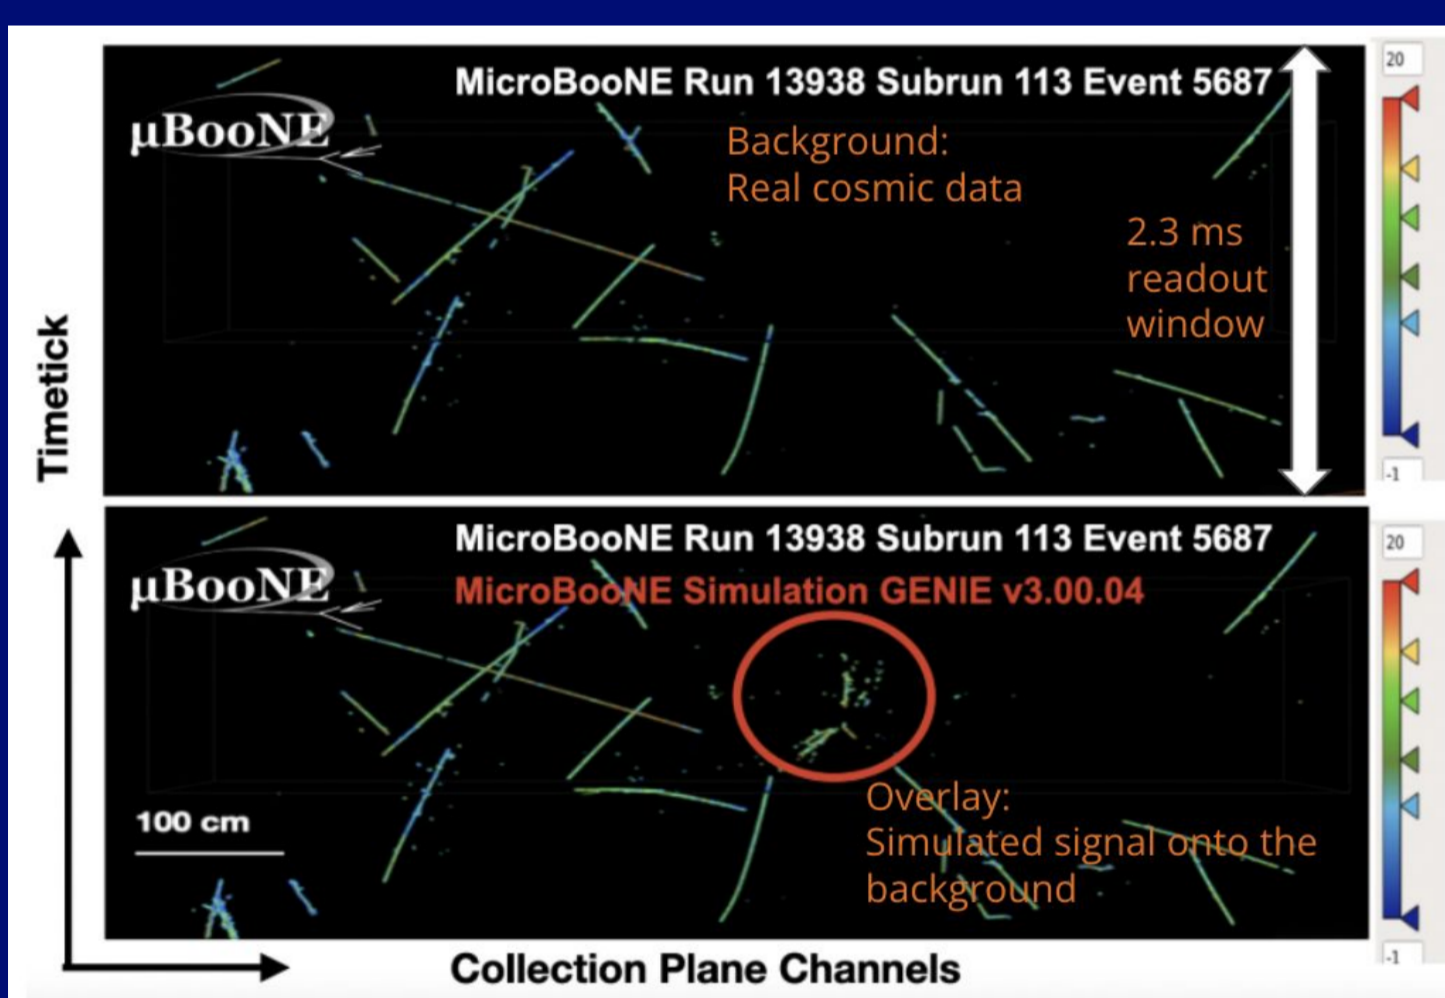 MicroBooNE Run 13938 Subrun 113 Event 5687
μBooNE
Background:
Real cosmic data
2.3 ms
readout
window
20
-1
Timetick
MicroBooNE Run 13938 Subrun 113 Event 5687
MicroBooNE Simulation GENIE v3.00.04
μBooNE
100 cm
Overlay:
Simulated signal onto the
background
20
-1
Collection Plane Channels